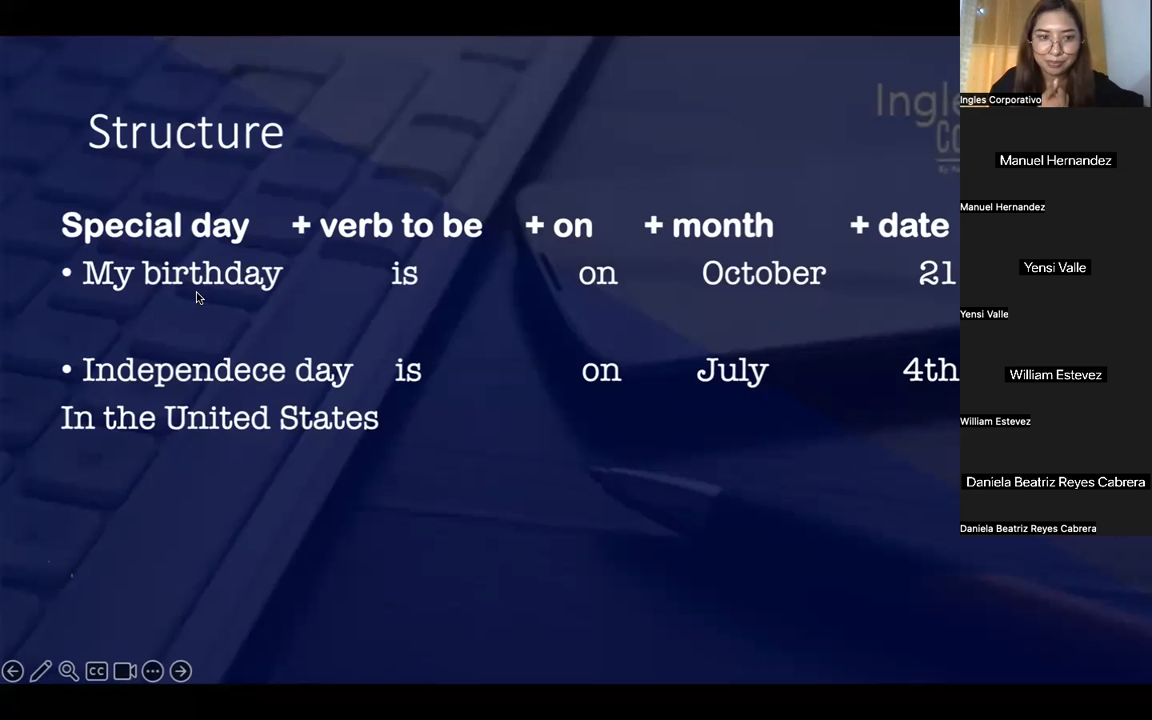 Structure
Special day + verb to be + on + month + date
• My birthday is on October 21
• Independece day is on July 4th
In the United States
Ingles Corporativo
Manuel Hernandez
Manuel Hernandez
Yensi Valle
Yensi Valle
William Estevez
William Estevez
Daniela Beatriz Reyes Cabrera
Daniela Beatriz Reyes Cabrera
CC